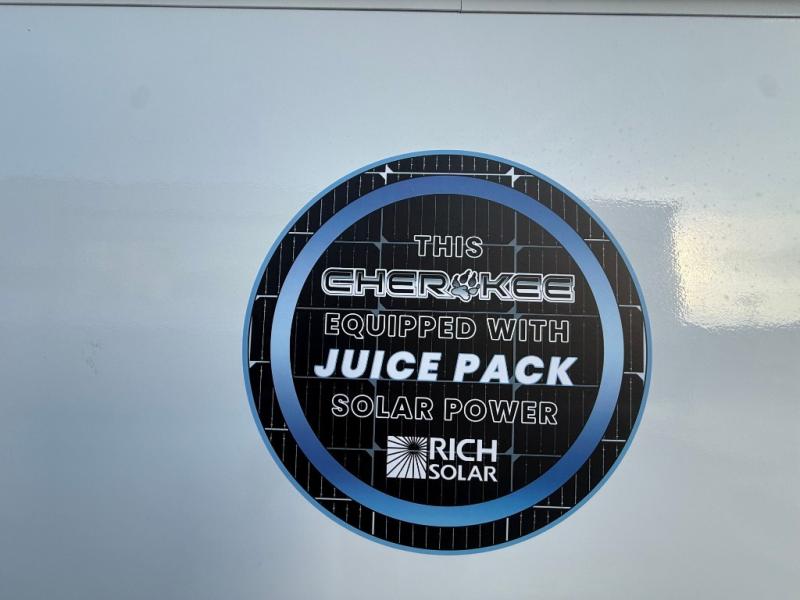 THIS
CHEROKEE
EQUIPPED WITH
JUICE PACK
SOLAR POWER
RICH
SOLAR